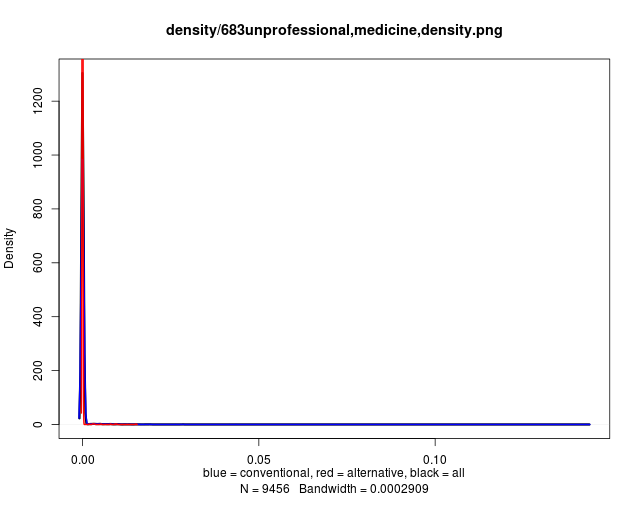 density/683unprofessional,medicine,density.png
Density
0
200
400
600
800
1000
1200
0.00
0.05
0.10
blue = conventional, red = alternative, black = all
N = 9456   Bandwidth = 0.0002909